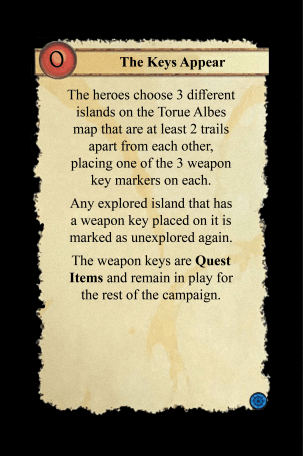 0
The Keys Appear
The heroes choose 3 different
islands on the Torue Albes
map that are at least 2 trails
apart from each other,
placing one of the 3 weapon
key markers on each.
Any explored island that has
a weapon key placed on it is
marked as unexplored again.
The weapon keys are Quest
Items and remain in play for
the rest of the campaign.